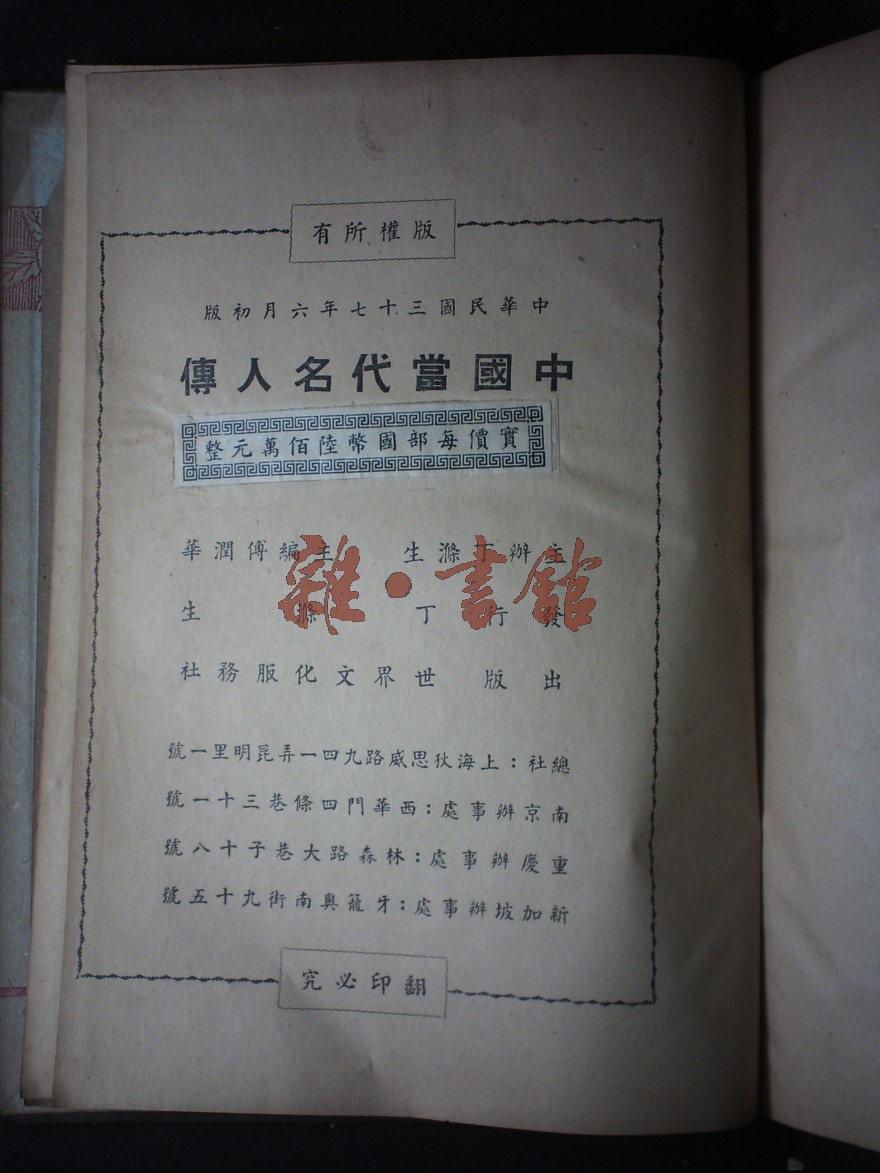 版權所有
中華民國三十七年六月初版
中國當代名人傳
實價每部國幣陸佰萬元整
主辦丁滌生 主編傅潤華
發行丁滌生
出版世界文化服務社
總社：上海狄思威路九四一弄昆明里一號
南京辦事處：西華門四條巷三十一號
重慶辦事處：林森路大巷子十八號
新加坡辦事處：牙籠奧南街九十五號
翻印必究
雜·書館